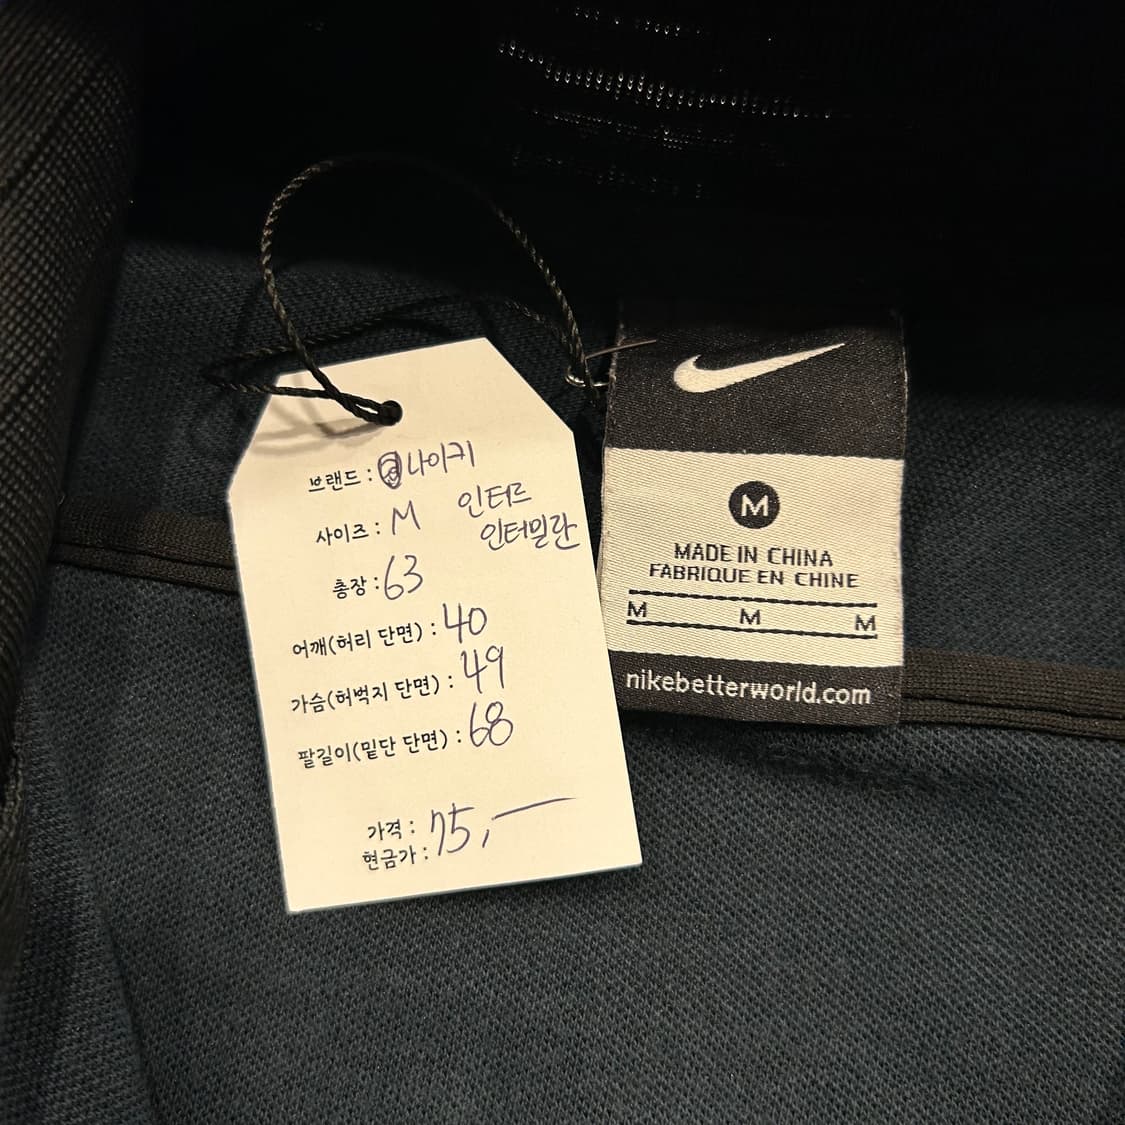 브랜드 : 나이키
사이즈 : M
인터르
인터밀란
총장 : 63
어깨(허리 단면) : 40
가슴(허벅지 단면) : 49
팔길이(밑단 단면) : 68
가격 :
현금가 : 75,—
M
MADE IN CHINA
FABRIQUE EN CHINE
M M M
nikebetterworld.com